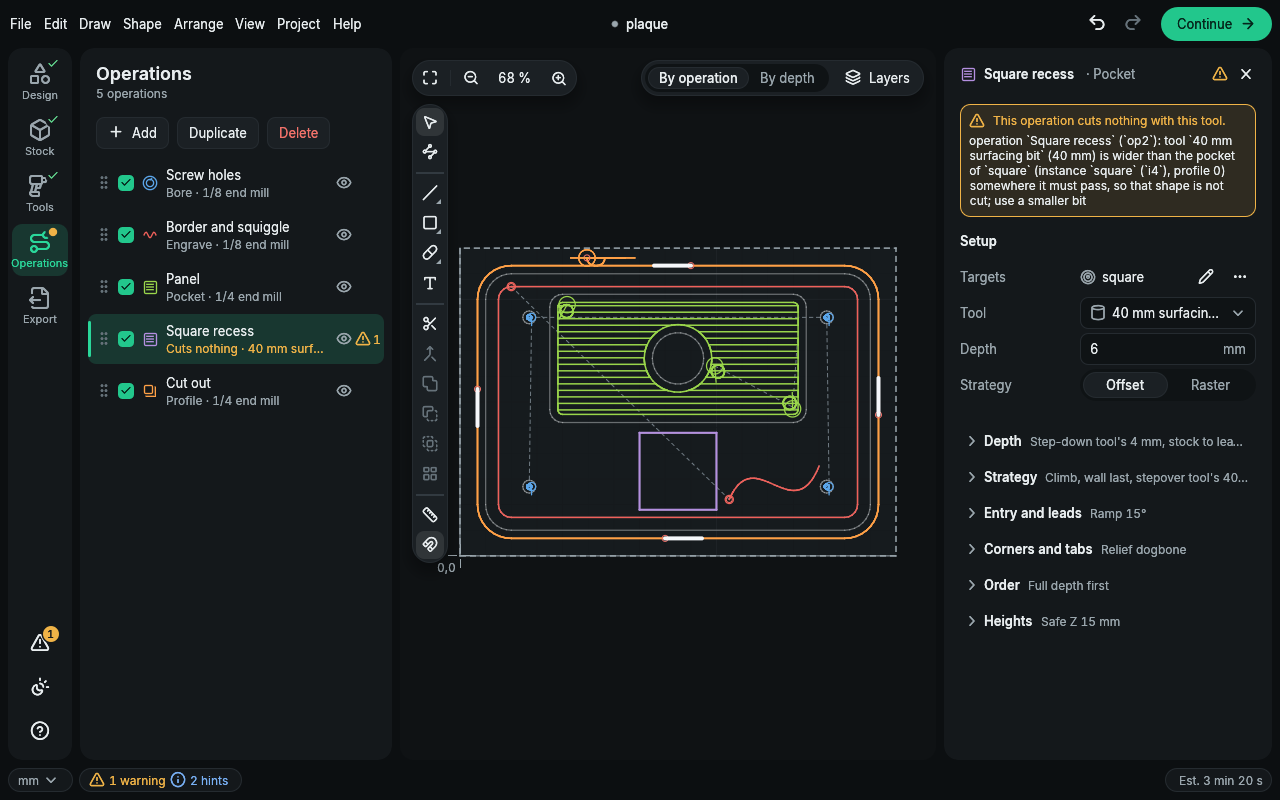 File Edit Draw Shape Arrange View Project Help
plaque
Continue
Design
Stock
Tools
Operations
Export
1
Operations
5 operations
Add Duplicate Delete
Screw holes
Bore · 1/8 end mill
Border and squiggle
Engrave · 1/8 end mill
Panel
Pocket · 1/4 end mill
Square recess
Cuts nothing · 40 mm surf...
1
Cut out
Profile · 1/4 end mill
68 %
By operation By depth Layers
0,0
Square recess · Pocket
This operation cuts nothing with this tool.
operation `Square recess` (`op2`): tool `40 mm
surfacing bit` (40 mm) is wider than the pocket
of `square` (instance `square` (`i4`), profile 0)
somewhere it must pass, so that shape is not
cut; use a smaller bit
Setup
Targets square
Tool 40 mm surfacin...
Depth 6 mm
Strategy Offset Raster
Depth Step-down tool's 4 mm, stock to lea...
Strategy Climb, wall last, stepover tool's 40...
Entry and leads Ramp 15°
Corners and tabs Relief dogbone
Order Full depth first
Heights Safe Z 15 mm
mm
1 warning 2 hints
Est. 3 min 20 s